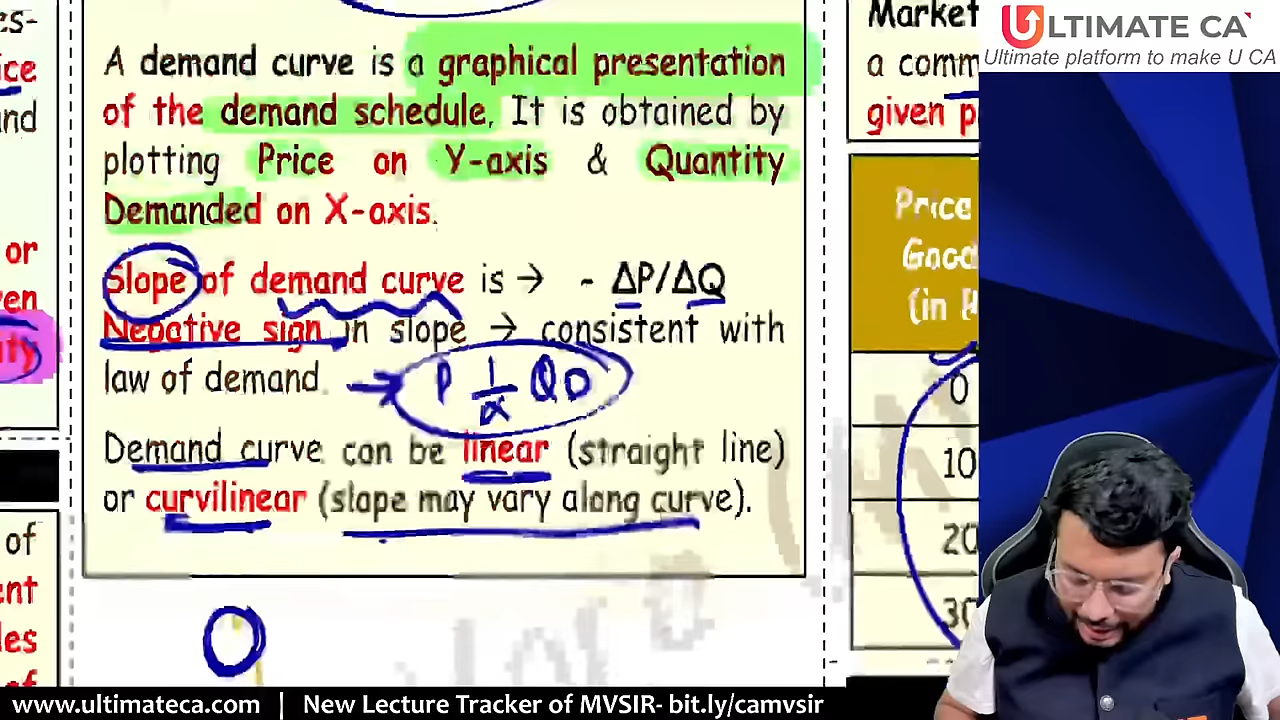 A demand curve is a graphical presentation
of the demand schedule. It is obtained by
plotting Price on Y-axis & Quantity
Demanded on X-axis.
Slope of demand curve is → - ΔP/ΔQ
Negative sign in slope → consistent with
law of demand. → P 1/α QD
Demand curve can be linear (straight line)
or curvilinear (slope may vary along curve).
or
of
Market
a comm
given p
Price
Good
(in
0
10
20
30
ULTIMATE CA
Ultimate platform to make U CA
www.ultimateca.com | New Lecture Tracker of MVSIR- bit.ly/camvsir